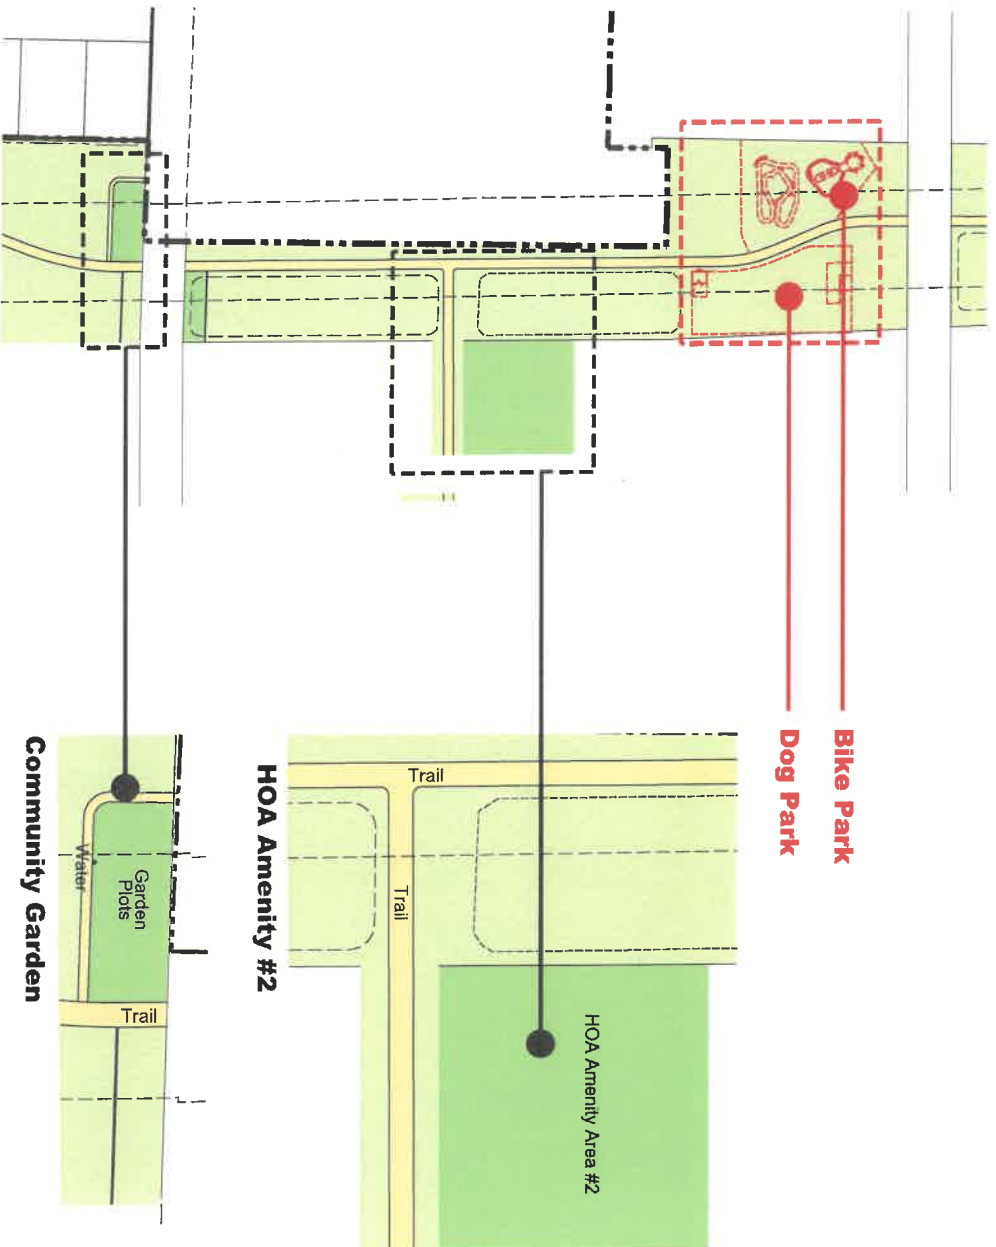 Bike Park
Dog Park
Trail
Trail
HOA Amenity Area #2
HOA Amenity #2
Garden
Plots
Water
Trail
Community Garden